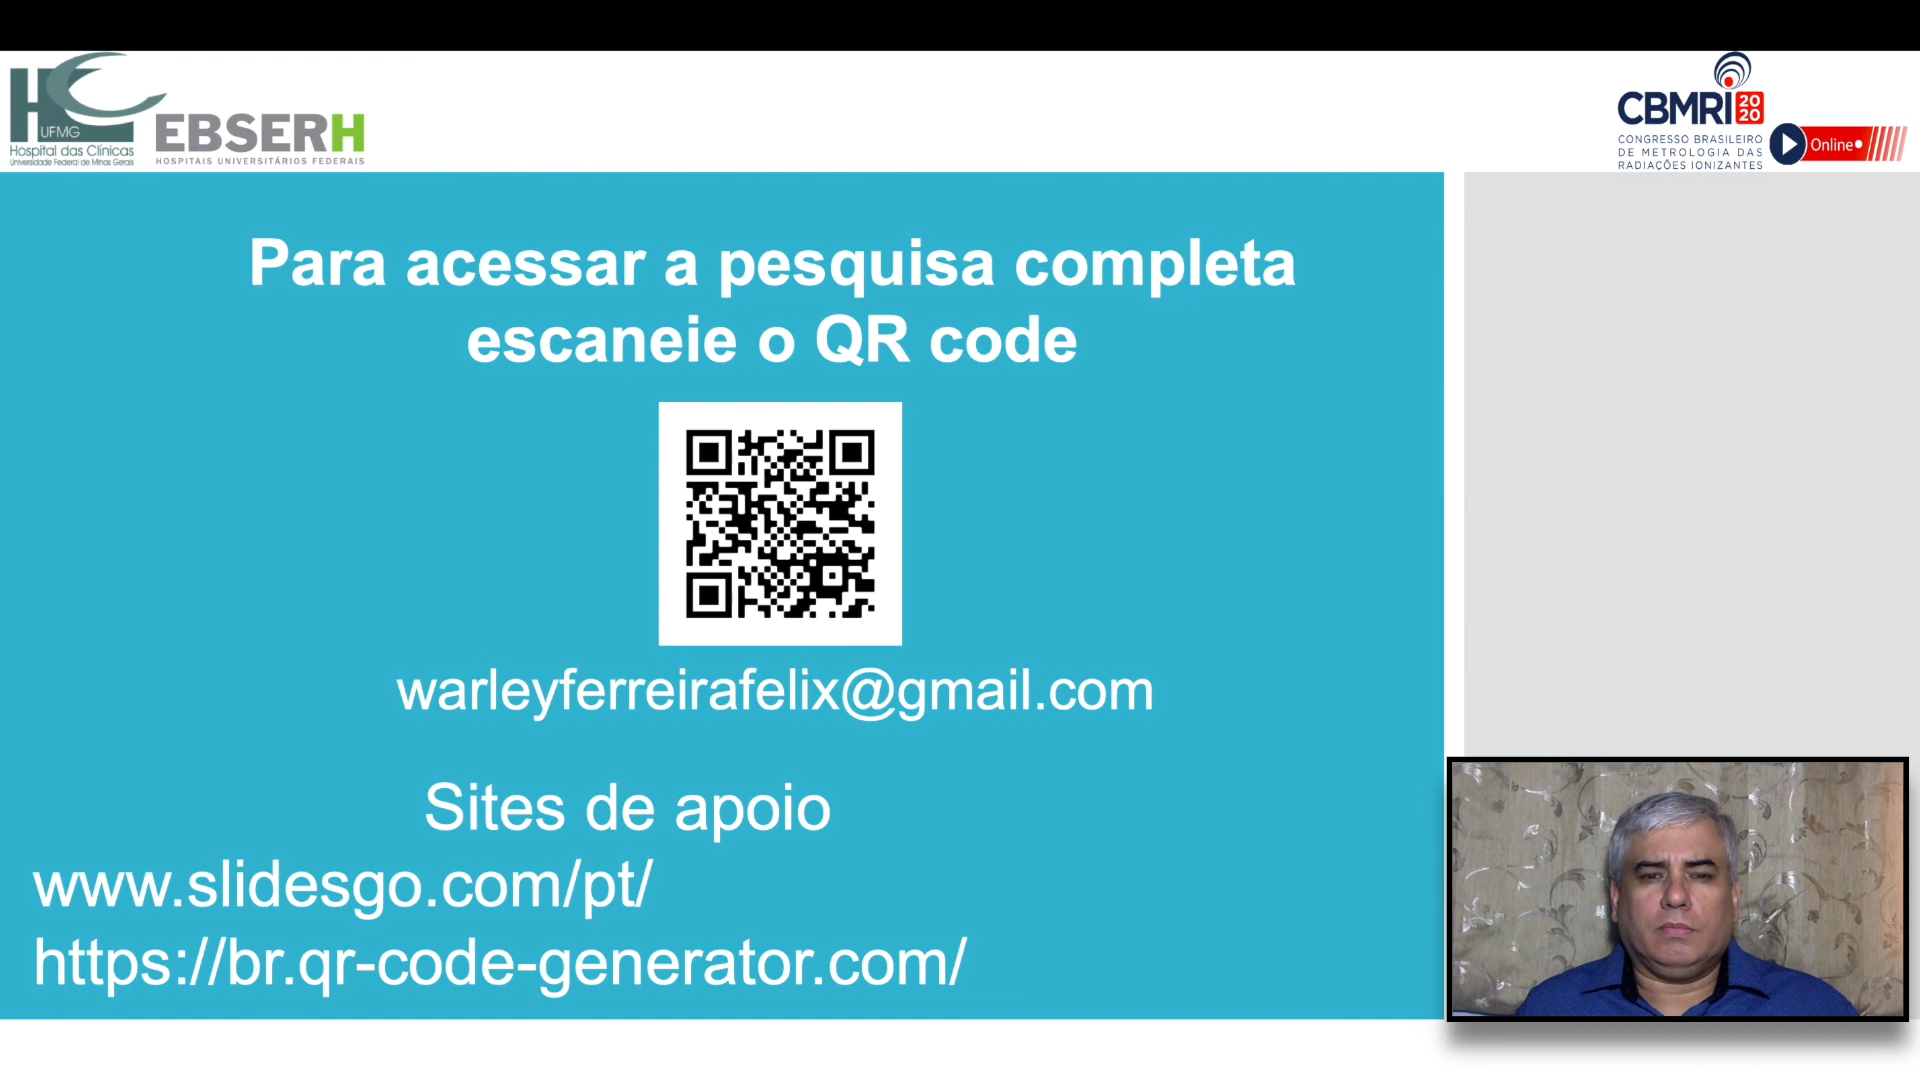 UFMG
Hospital das Clínicas
Universidade Federal de Minas Gerais
EBSERH
HOSPITAIS UNIVERSITÁRIOS FEDERAIS
CBMRI 2020
CONGRESSO BRASILEIRO
DE METROLOGIA DAS
RADIAÇÕES IONIZANTES
Online
Para acessar a pesquisa completa
escaneie o QR code
warleyferreirafelix@gmail.com
Sites de apoio
www.slidesgo.com/pt/
https://br.qr-code-generator.com/